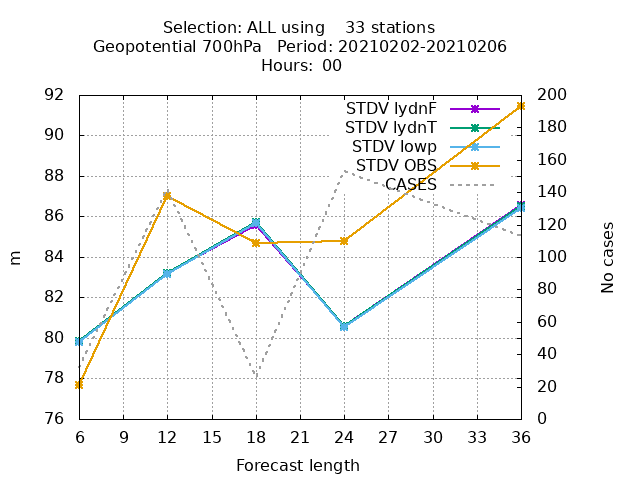 Selection: ALL using    33 stations
Geopotential 700hPa   Period: 20210202-20210206
Hours: 00
92
90
88
86
84
82
80
78
76
m
STDV lydnF
STDV lydnT
STDV lowp
STDV OBS
CASES
200
180
160
140
120
100
80
60
40
20
0
No cases
6 9 12 15 18 21 24 27 30 33 36
Forecast length